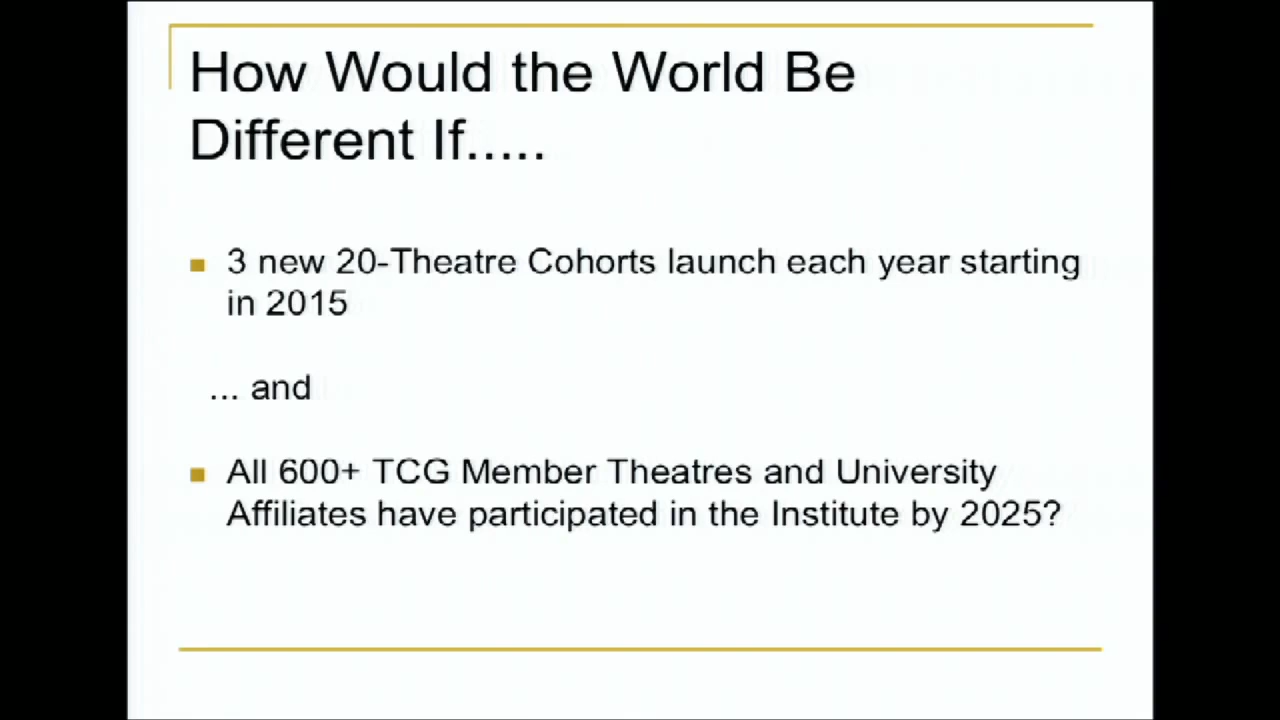 How Would the World Be
Different If.....
3 new 20-Theatre Cohorts launch each year starting
in 2015
... and
All 600+ TCG Member Theatres and University
Affiliates have participated in the Institute by 2025?